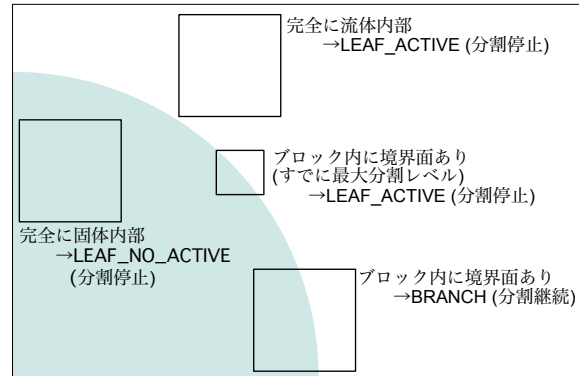 完全に流体内部
→LEAF_ACTIVE (分割停止)
ブロック内に境界面あり
(すでに最大分割レベル)
→LEAF_ACTIVE (分割停止)
完全に固体内部
→LEAF_NO_ACTIVE
(分割停止)
ブロック内に境界面あり
→BRANCH (分割継続)